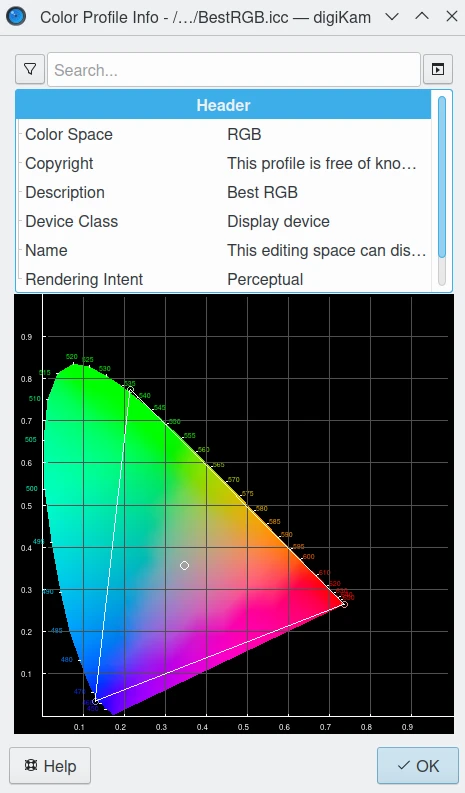 Color Profile Info - /…/BestRGB.icc — digiKam
Search...
Header
Color Space RGB
Copyright This profile is free of kno…
Description Best RGB
Device Class Display device
Name This editing space can dis…
Rendering Intent Perceptual
0.9
520 525
530
515 535
0.8
540
510 545
0.7 550
505 555
560
0.6 565
570
500 575
0.5 580
585
590
495 595
0.4 600
610
490 620
0.3
485
0.2
480
0.1
470
0.1 0.2 0.3 0.4 0.5 0.6 0.7 0.8 0.9
Help OK